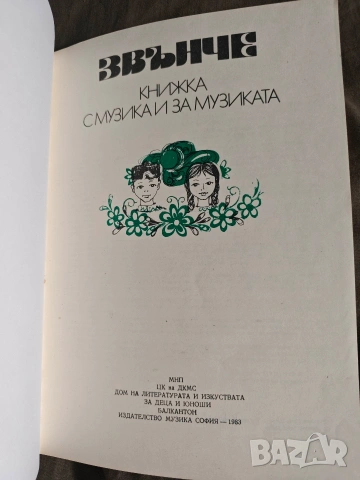 ЗВЪНЧЕ
КНИЖКА
С МУЗИКА И ЗА МУЗИКАТА
МНП
ЦК на ДКМС
ДОМ НА ЛИТЕРАТУРАТА И ИЗКУСТВАТА
ЗА ДЕЦА И ЮНОШИ
БАЛКАНТОН
ИЗДАТЕЛСТВО МУЗИКА СОФИЯ — 1983
BAZAR